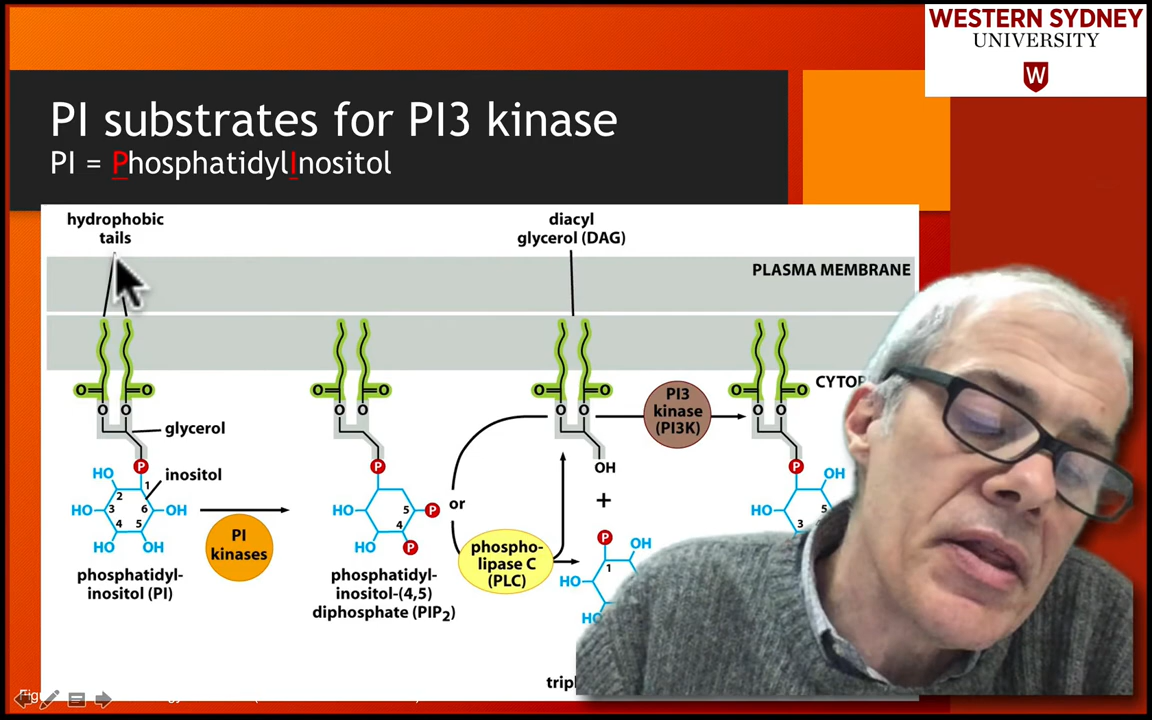 WESTERN SYDNEY
UNIVERSITY
W
PI substrates for PI3 kinase
PI = PhosphatidylInositol
hydrophobic
tails
diacyl
glycerol (DAG)
PLASMA MEMBRANE
O O O O O O O O
O O O O O O O O
PI3
kinase
(PI3K)
glycerol
P P OH P
HO inositol OH
1
2
HO 3 6 OH
4 5
HO OH
PI
kinases
phosphatidyl-
inositol (PI)
HO 5 P
4
HO P
or
phosphatidyl-
inositol-(4,5)
diphosphate (PIP2)
phospho-
lipase C
(PLC)
+
P OH
1
HO
HO 5
3